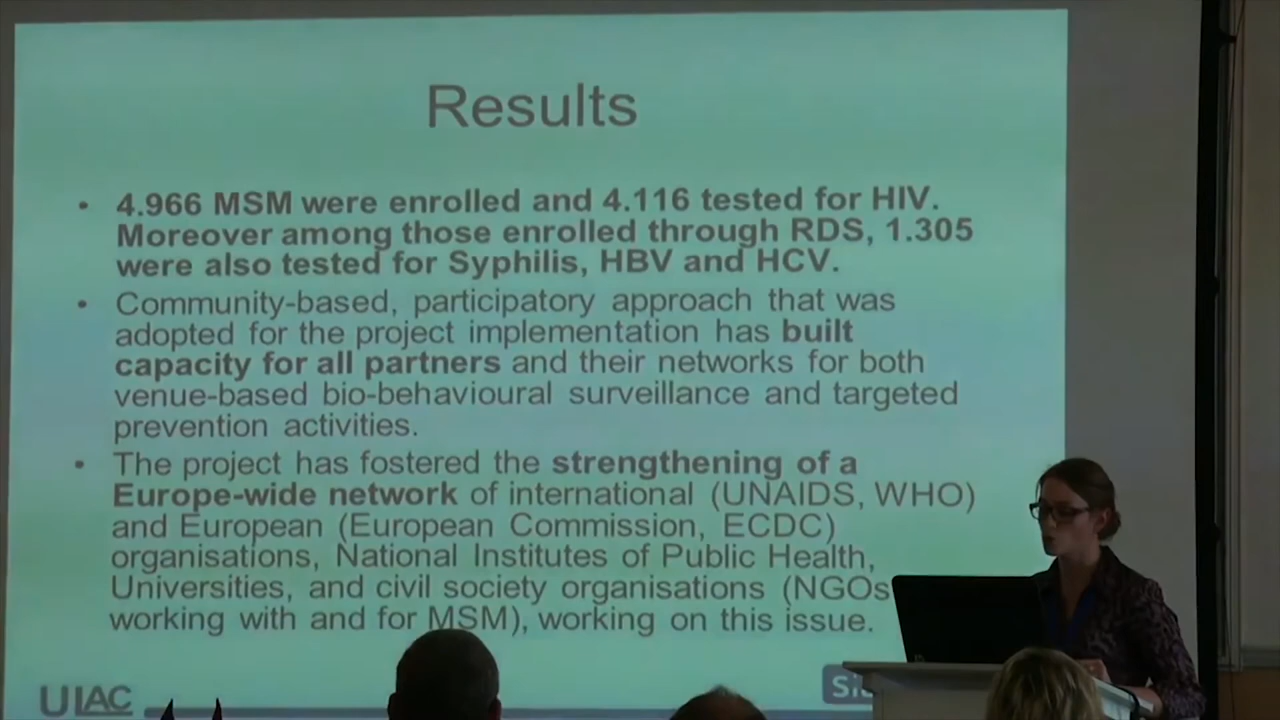 Results
• 4.966 MSM were enrolled and 4.116 tested for HIV.
Moreover among those enrolled through RDS, 1.305
were also tested for Syphilis, HBV and HCV.
• Community-based, participatory approach that was
adopted for the project implementation has built
capacity for all partners and their networks for both
venue-based bio-behavioural surveillance and targeted
prevention activities.
• The project has fostered the strengthening of a
Europe-wide network of international (UNAIDS, WHO)
and European (European Commission, ECDC)
organisations, National Institutes of Public Health,
Universities, and civil society organisations (NGOs
working with and for MSM), working on this issue.